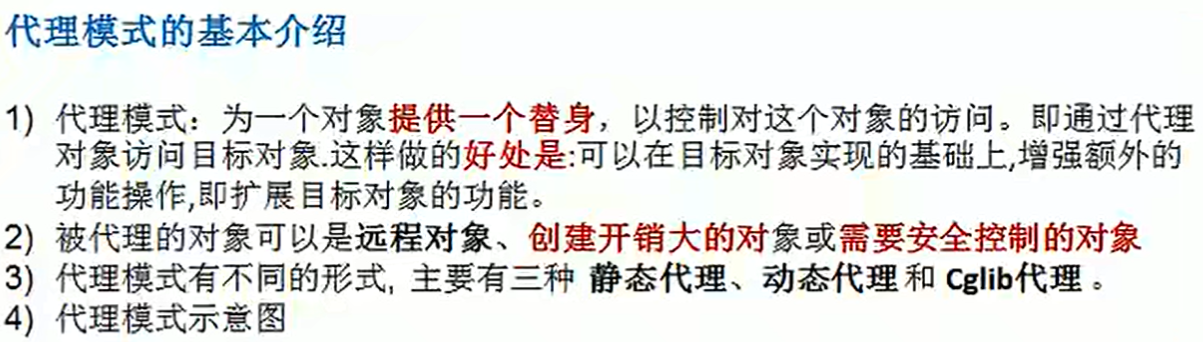 代理模式的基本介绍
1) 代理模式：为一个对象提供一个替身，以控制对这个对象的访问。即通过代理
对象访问目标对象.这样做的好处是:可以在目标对象实现的基础上,增强额外的
功能操作,即扩展目标对象的功能。
2) 被代理的对象可以是远程对象、创建开销大的对象或需要安全控制的对象
3) 代理模式有不同的形式, 主要有三种 静态代理、动态代理和 Cglib代理 。
4) 代理模式示意图